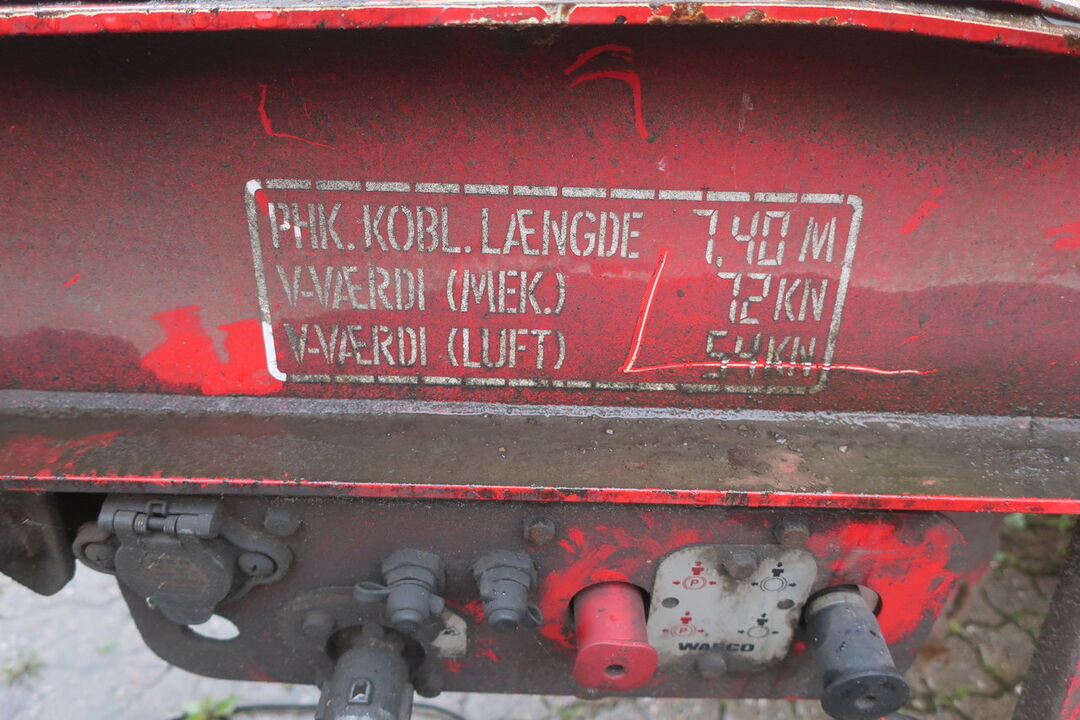 PHK. KOBL. LÆNGDE 7,40 M
V-VÆRDI (MEK.) 72 KN
V-VÆRDI (LUFT) 54 KN
P
P
WABCO